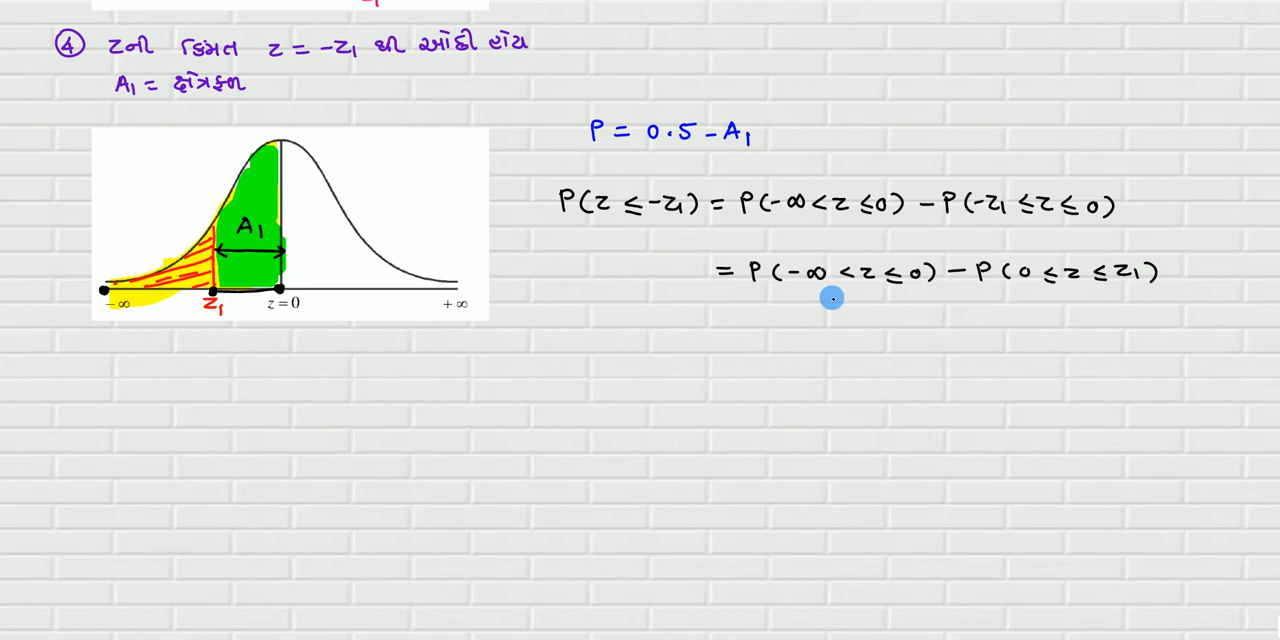 ④ Zની કિંમત z = -z₁ થી ઓછી હોય
A₁ = ક્ષેત્રફળ
P = 0.5 - A₁
P(z ≤ -z₁) = P(-∞ < z ≤ 0) - P(-z₁ ≤ z ≤ 0)
= P(-∞ < z ≤ 0) - P(0 ≤ z ≤ z₁)
A₁
-∞ z₁ z = 0 +∞